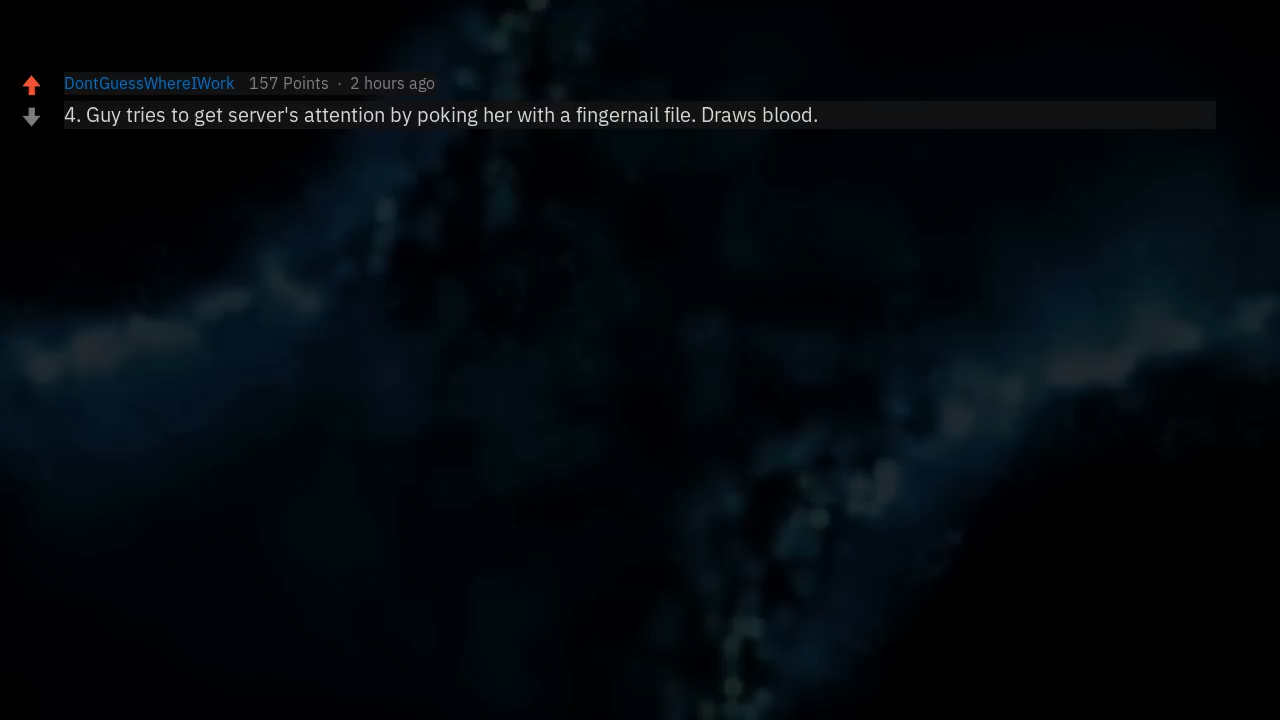 DontGuessWhereIWork 157 Points · 2 hours ago
4. Guy tries to get server's attention by poking her with a fingernail file. Draws blood.